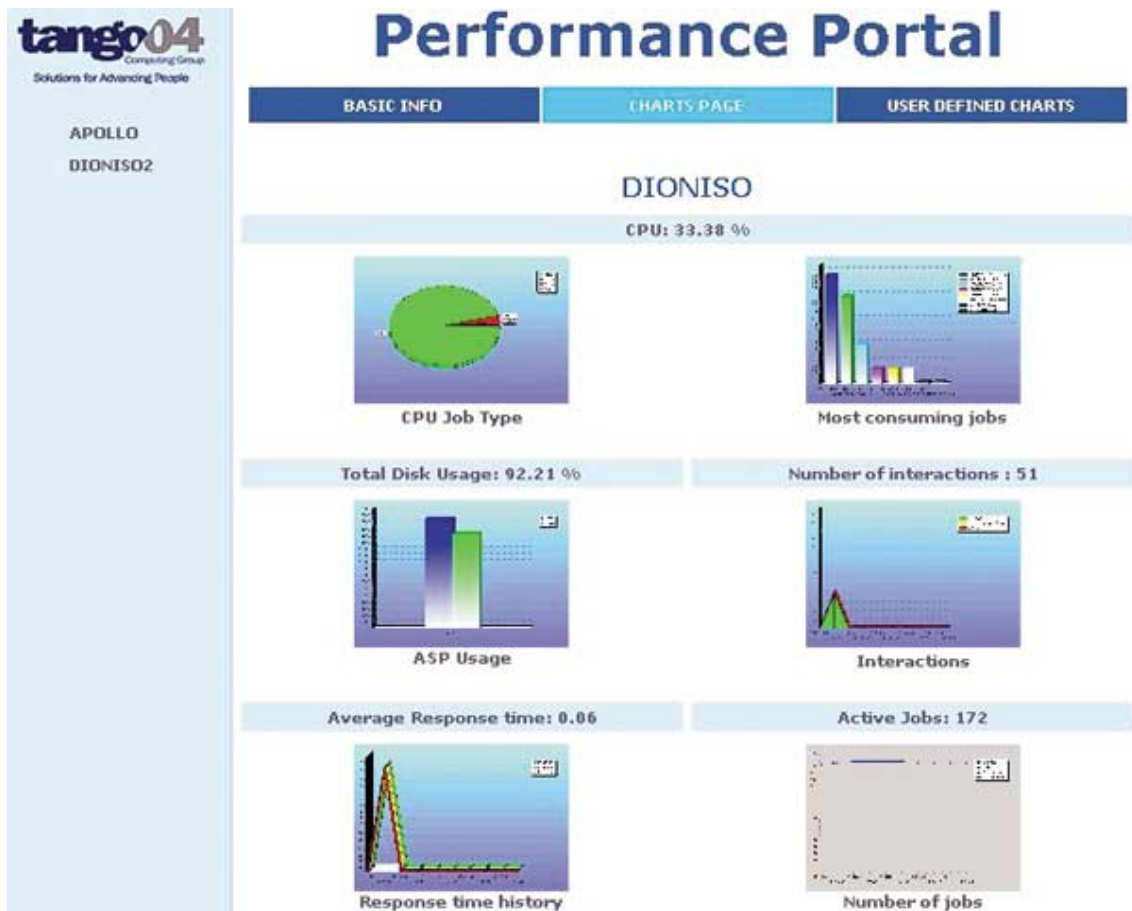 tango04
Computing Group
Solutions for Advancing People
APOLLO
DIONISO2
Performance Portal
BASIC INFO
CHARTS PAGE
USER DEFINED CHARTS
DIONISO
CPU: 33.38 %
CPU Job Type
Most consuming jobs
Total Disk Usage: 92.21 %
Number of interactions : 51
ASP Usage
Interactions
Average Response time: 0.06
Active Jobs: 172
Response time history
Number of jobs